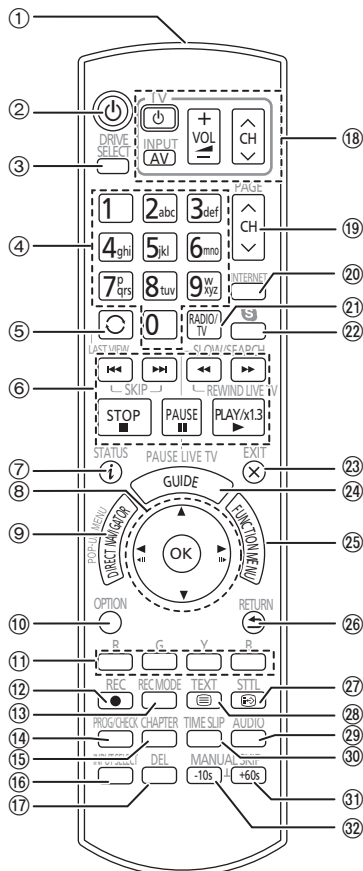 ①
②
DRIVE
SELECT
③
TV
INPUT
AV
+
VOL
−
CH
⑱
④
1 2abc 3def
4ghi 5jkl 6mno
7pqrs 8tuv 9wxyz
0
PAGE
CH
⑲
INTERNET
⑳
RADIO/
TV
㉑
S
㉒
⑤
LAST VIEW
SLOW/SEARCH
⑥
SKIP
REWIND LIVE TV
STOP
PAUSE
PLAY/x1.3
PAUSE LIVE TV
⑦
STATUS
i
EXIT
㉓
⑧
GUIDE
㉔
⑨
POP-UP MENU
DIRECT NAVIGATOR
OK
FUNCTION MENU
㉕
⑩
OPTION
RETURN
㉖
⑪
R G Y B
⑫
REC
REC MODE
TEXT
STTL
㉗
⑬
㉘
⑭
PROG/CHECK
CHAPTER
TIME SLIP
AUDIO
㉙
⑮
㉚
⑯
INPUT SELECT
DEL
MANUAL SKIP
-10s
+60s
㉛
⑰
㉜